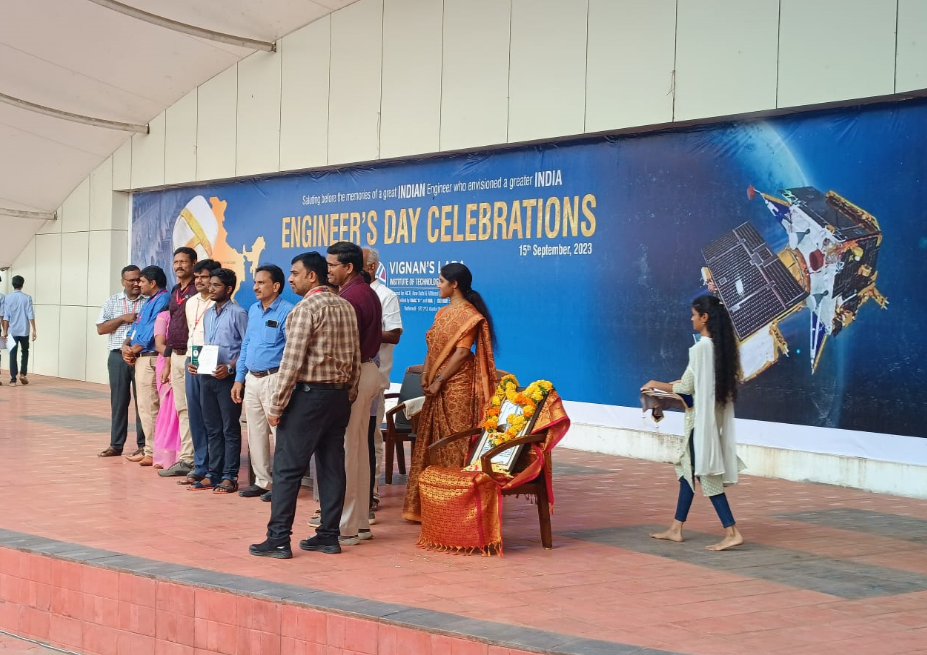 Saluting before the memories of a great INDIAN Engineer who envisioned a greater INDIA
ENGINEER'S DAY CELEBRATIONS
15th September, 2023
VIGNAN'S LARA
INSTITUTE OF TECHNOLOGY